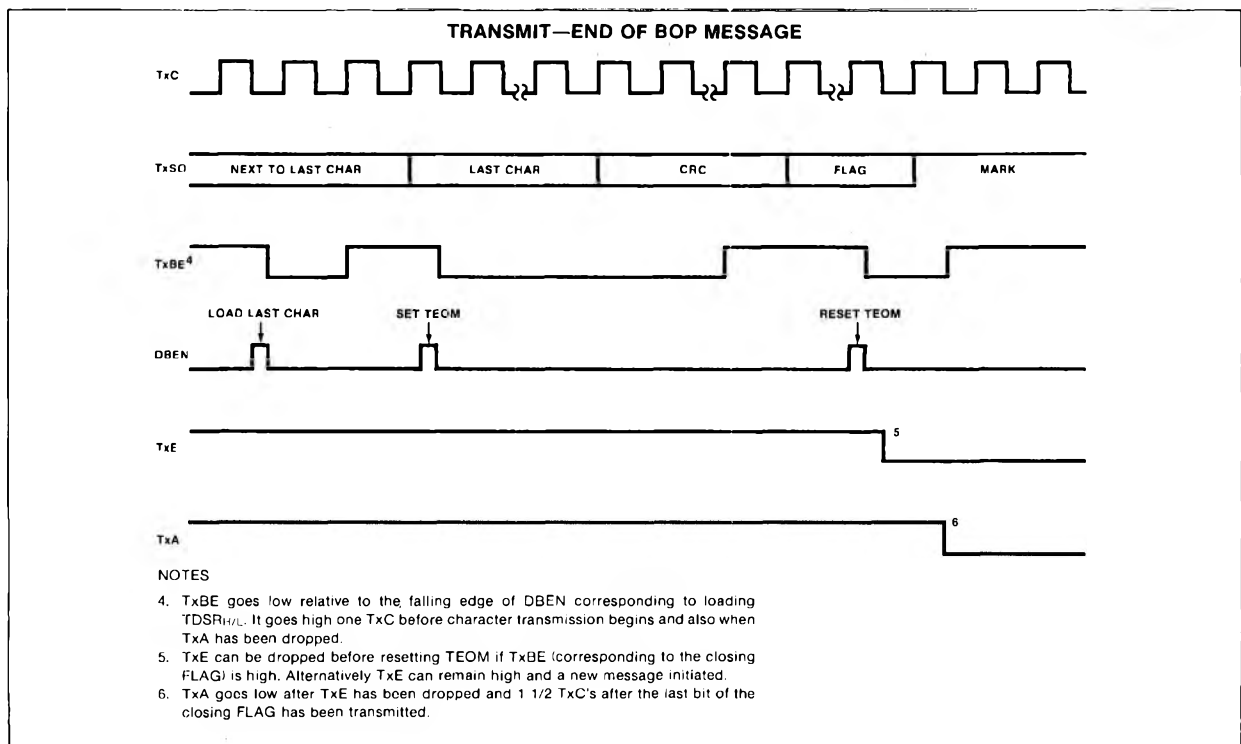 TRANSMIT—END OF BOP MESSAGE
TxC
TxSO NEXT TO LAST CHAR LAST CHAR CRC FLAG MARK
TxBE4
LOAD LAST CHAR SET TEOM RESET TEOM
DBEN
TxE 5
TxA 6
NOTES
4. TxBE goes low relative to the falling edge of DBEN corresponding to loading
TDSRH/L. It goes high one TxC before character transmission begins and also when
TxA has been dropped.
5. TxE can be dropped before resetting TEOM if TxBE (corresponding to the closing
FLAG) is high. Alternatively TxE can remain high and a new message initiated.
6. TxA goes low after TxE has been dropped and 1 1/2 TxC's after the last bit of the
closing FLAG has been transmitted.